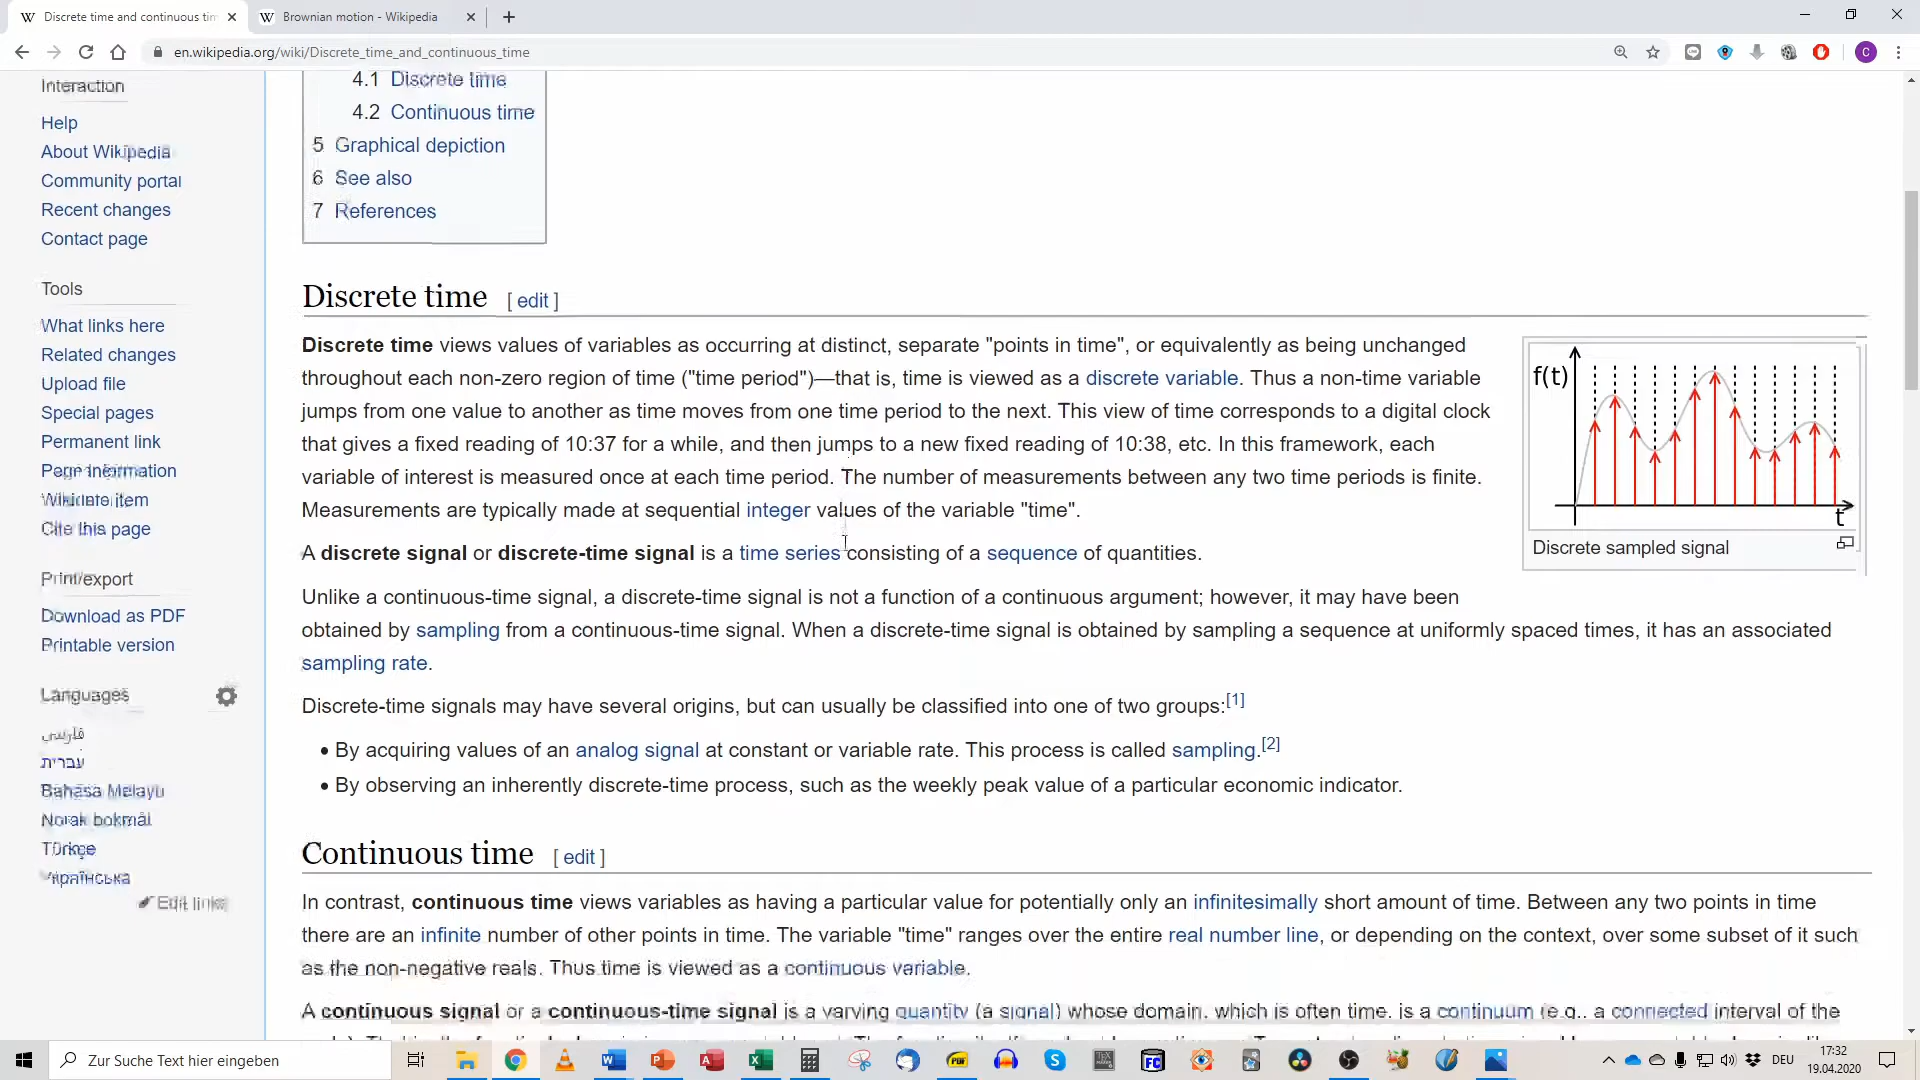 Discrete time and continuous tim
Brownian motion - Wikipedia
en.wikipedia.org/wiki/Discrete_time_and_continuous_time
C
Interaction
Help
About Wikipedia
Community portal
Recent changes
Contact page
Tools
What links here
Related changes
Upload file
Special pages
Permanent link
Page information
Wikidata item
Cite this page
Print/export
Download as PDF
Printable version
Languages
فارسی
עברית
Bahasa Melayu
Norsk bokmål
Türkçe
Українська
Edit links
4.1 Discrete time
4.2 Continuous time
5 Graphical depiction
6 See also
7 References
Discrete time [ edit ]
Discrete time views values of variables as occurring at distinct, separate "points in time", or equivalently as being unchanged
throughout each non-zero region of time ("time period")—that is, time is viewed as a discrete variable. Thus a non-time variable
jumps from one value to another as time moves from one time period to the next. This view of time corresponds to a digital clock
that gives a fixed reading of 10:37 for a while, and then jumps to a new fixed reading of 10:38, etc. In this framework, each
variable of interest is measured once at each time period. The number of measurements between any two time periods is finite.
Measurements are typically made at sequential integer values of the variable "time".
A discrete signal or discrete-time signal is a time series consisting of a sequence of quantities.
Unlike a continuous-time signal, a discrete-time signal is not a function of a continuous argument; however, it may have been
obtained by sampling from a continuous-time signal. When a discrete-time signal is obtained by sampling a sequence at uniformly spaced times, it has an associated
sampling rate.
Discrete-time signals may have several origins, but can usually be classified into one of two groups:[1]
• By acquiring values of an analog signal at constant or variable rate. This process is called sampling.[2]
• By observing an inherently discrete-time process, such as the weekly peak value of a particular economic indicator.
f(t)
t
Discrete sampled signal
Continuous time [ edit ]
In contrast, continuous time views variables as having a particular value for potentially only an infinitesimally short amount of time. Between any two points in time
there are an infinite number of other points in time. The variable "time" ranges over the entire real number line, or depending on the context, over some subset of it such
as the non-negative reals. Thus time is viewed as a continuous variable.
A continuous signal or a continuous-time signal is a varying quantity (a signal) whose domain, which is often time, is a continuum (e.g., a connected interval of the
Zur Suche Text hier eingeben
DEU
17:32
19.04.2020